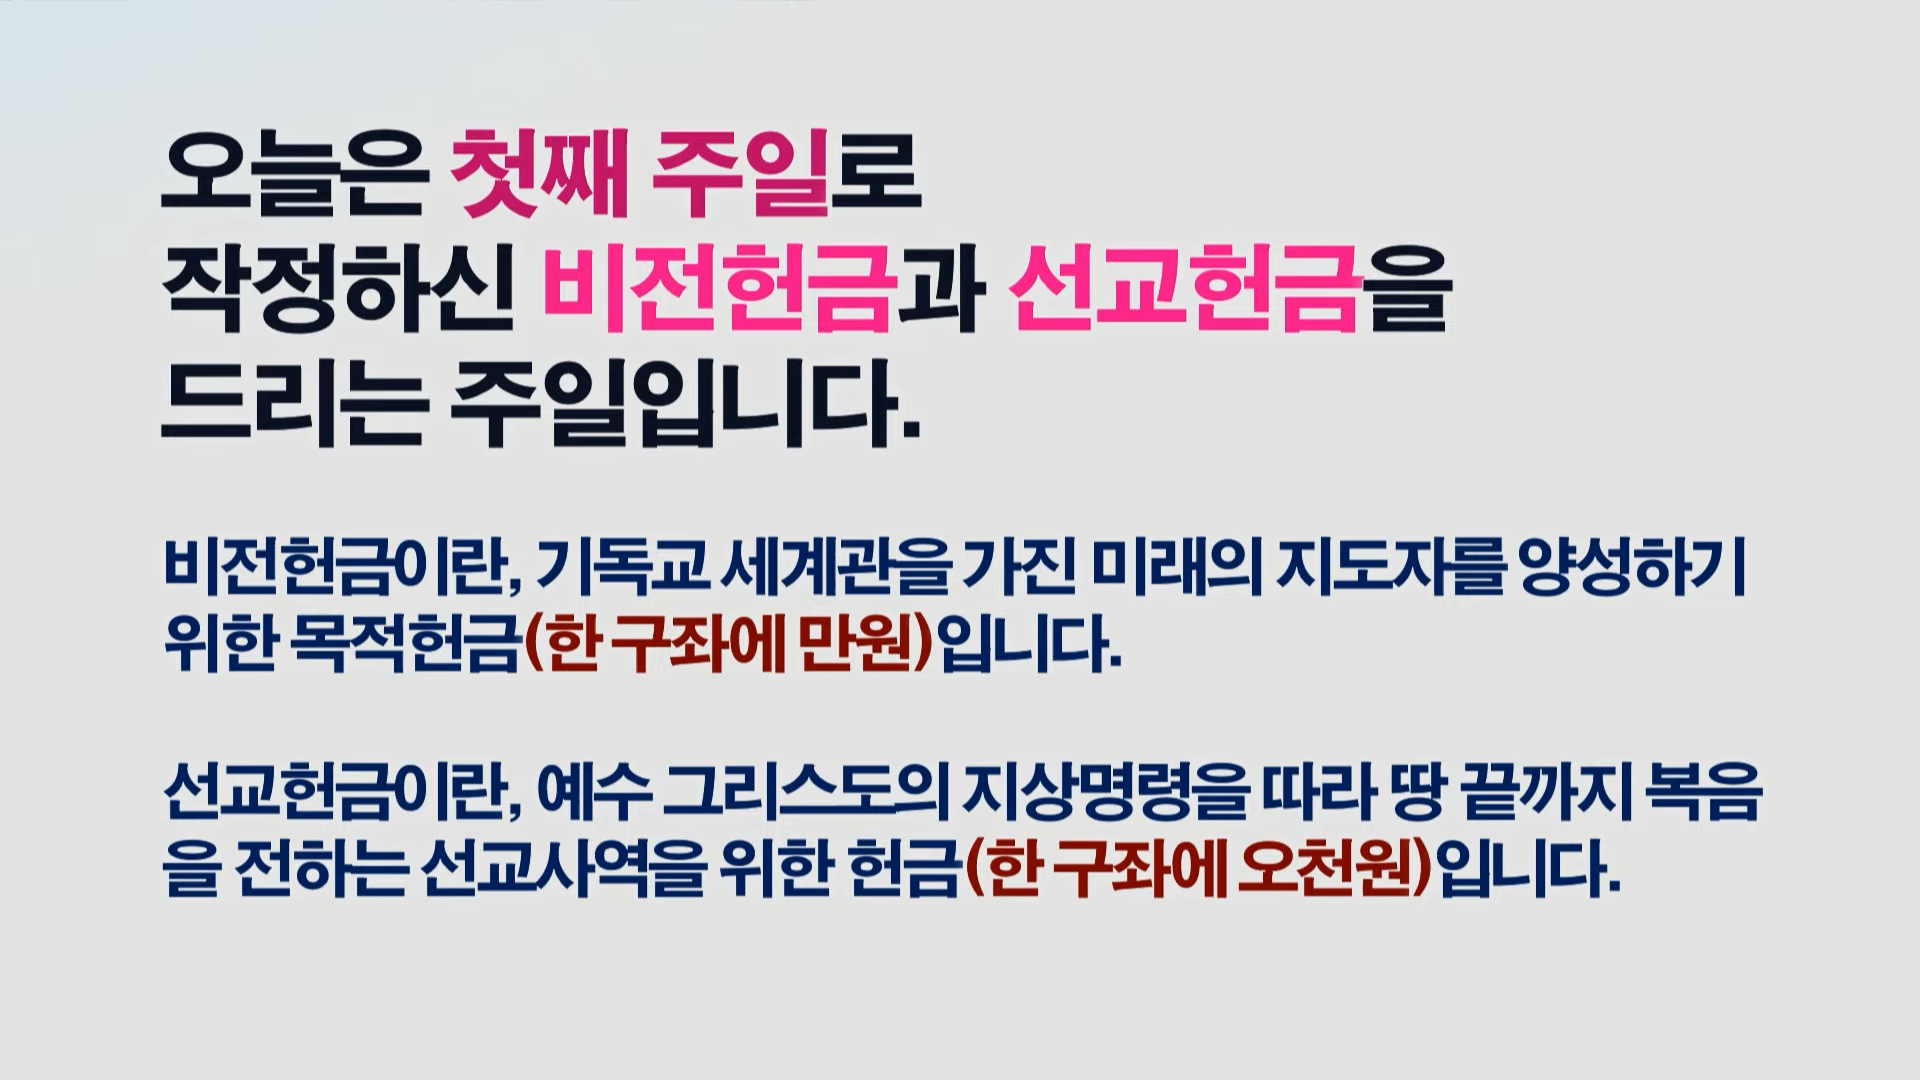 오늘은 첫째 주일로
작정하신 비전헌금과 선교헌금을
드리는 주일입니다.
비전헌금이란, 기독교 세계관을 가진 미래의 지도자를 양성하기
위한 목적헌금(한 구좌에 만원)입니다.
선교헌금이란, 예수 그리스도의 지상명령을 따라 땅 끝까지 복음
을 전하는 선교사역을 위한 헌금(한 구좌에 오천원)입니다.